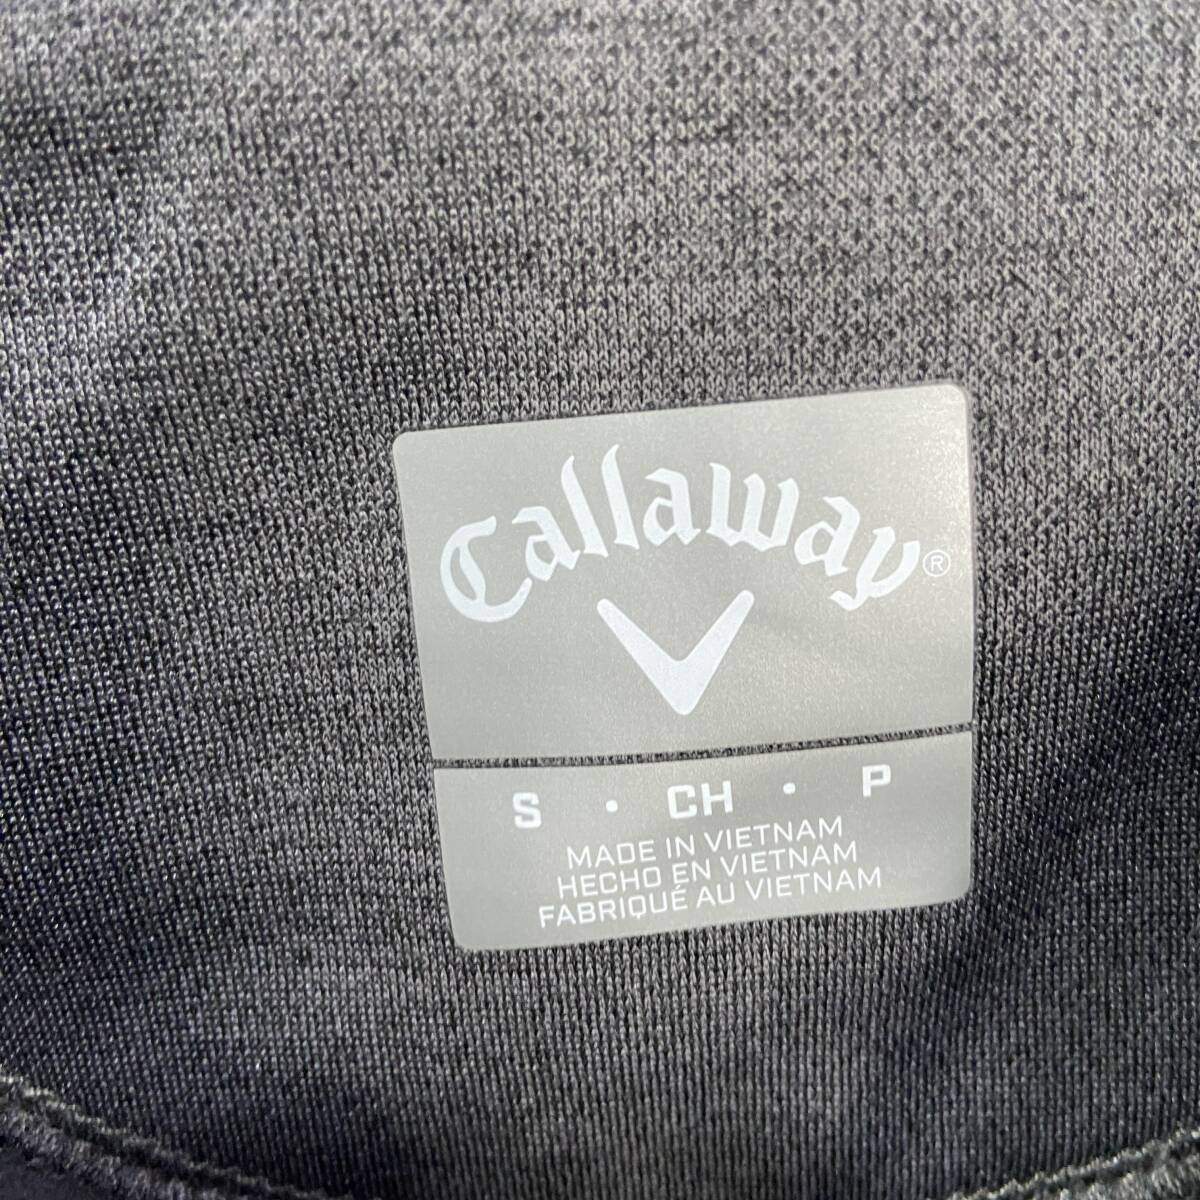 Callaway®
S · CH · P
MADE IN VIETNAM
HECHO EN VIETNAM
FABRIQUÉ AU VIETNAM